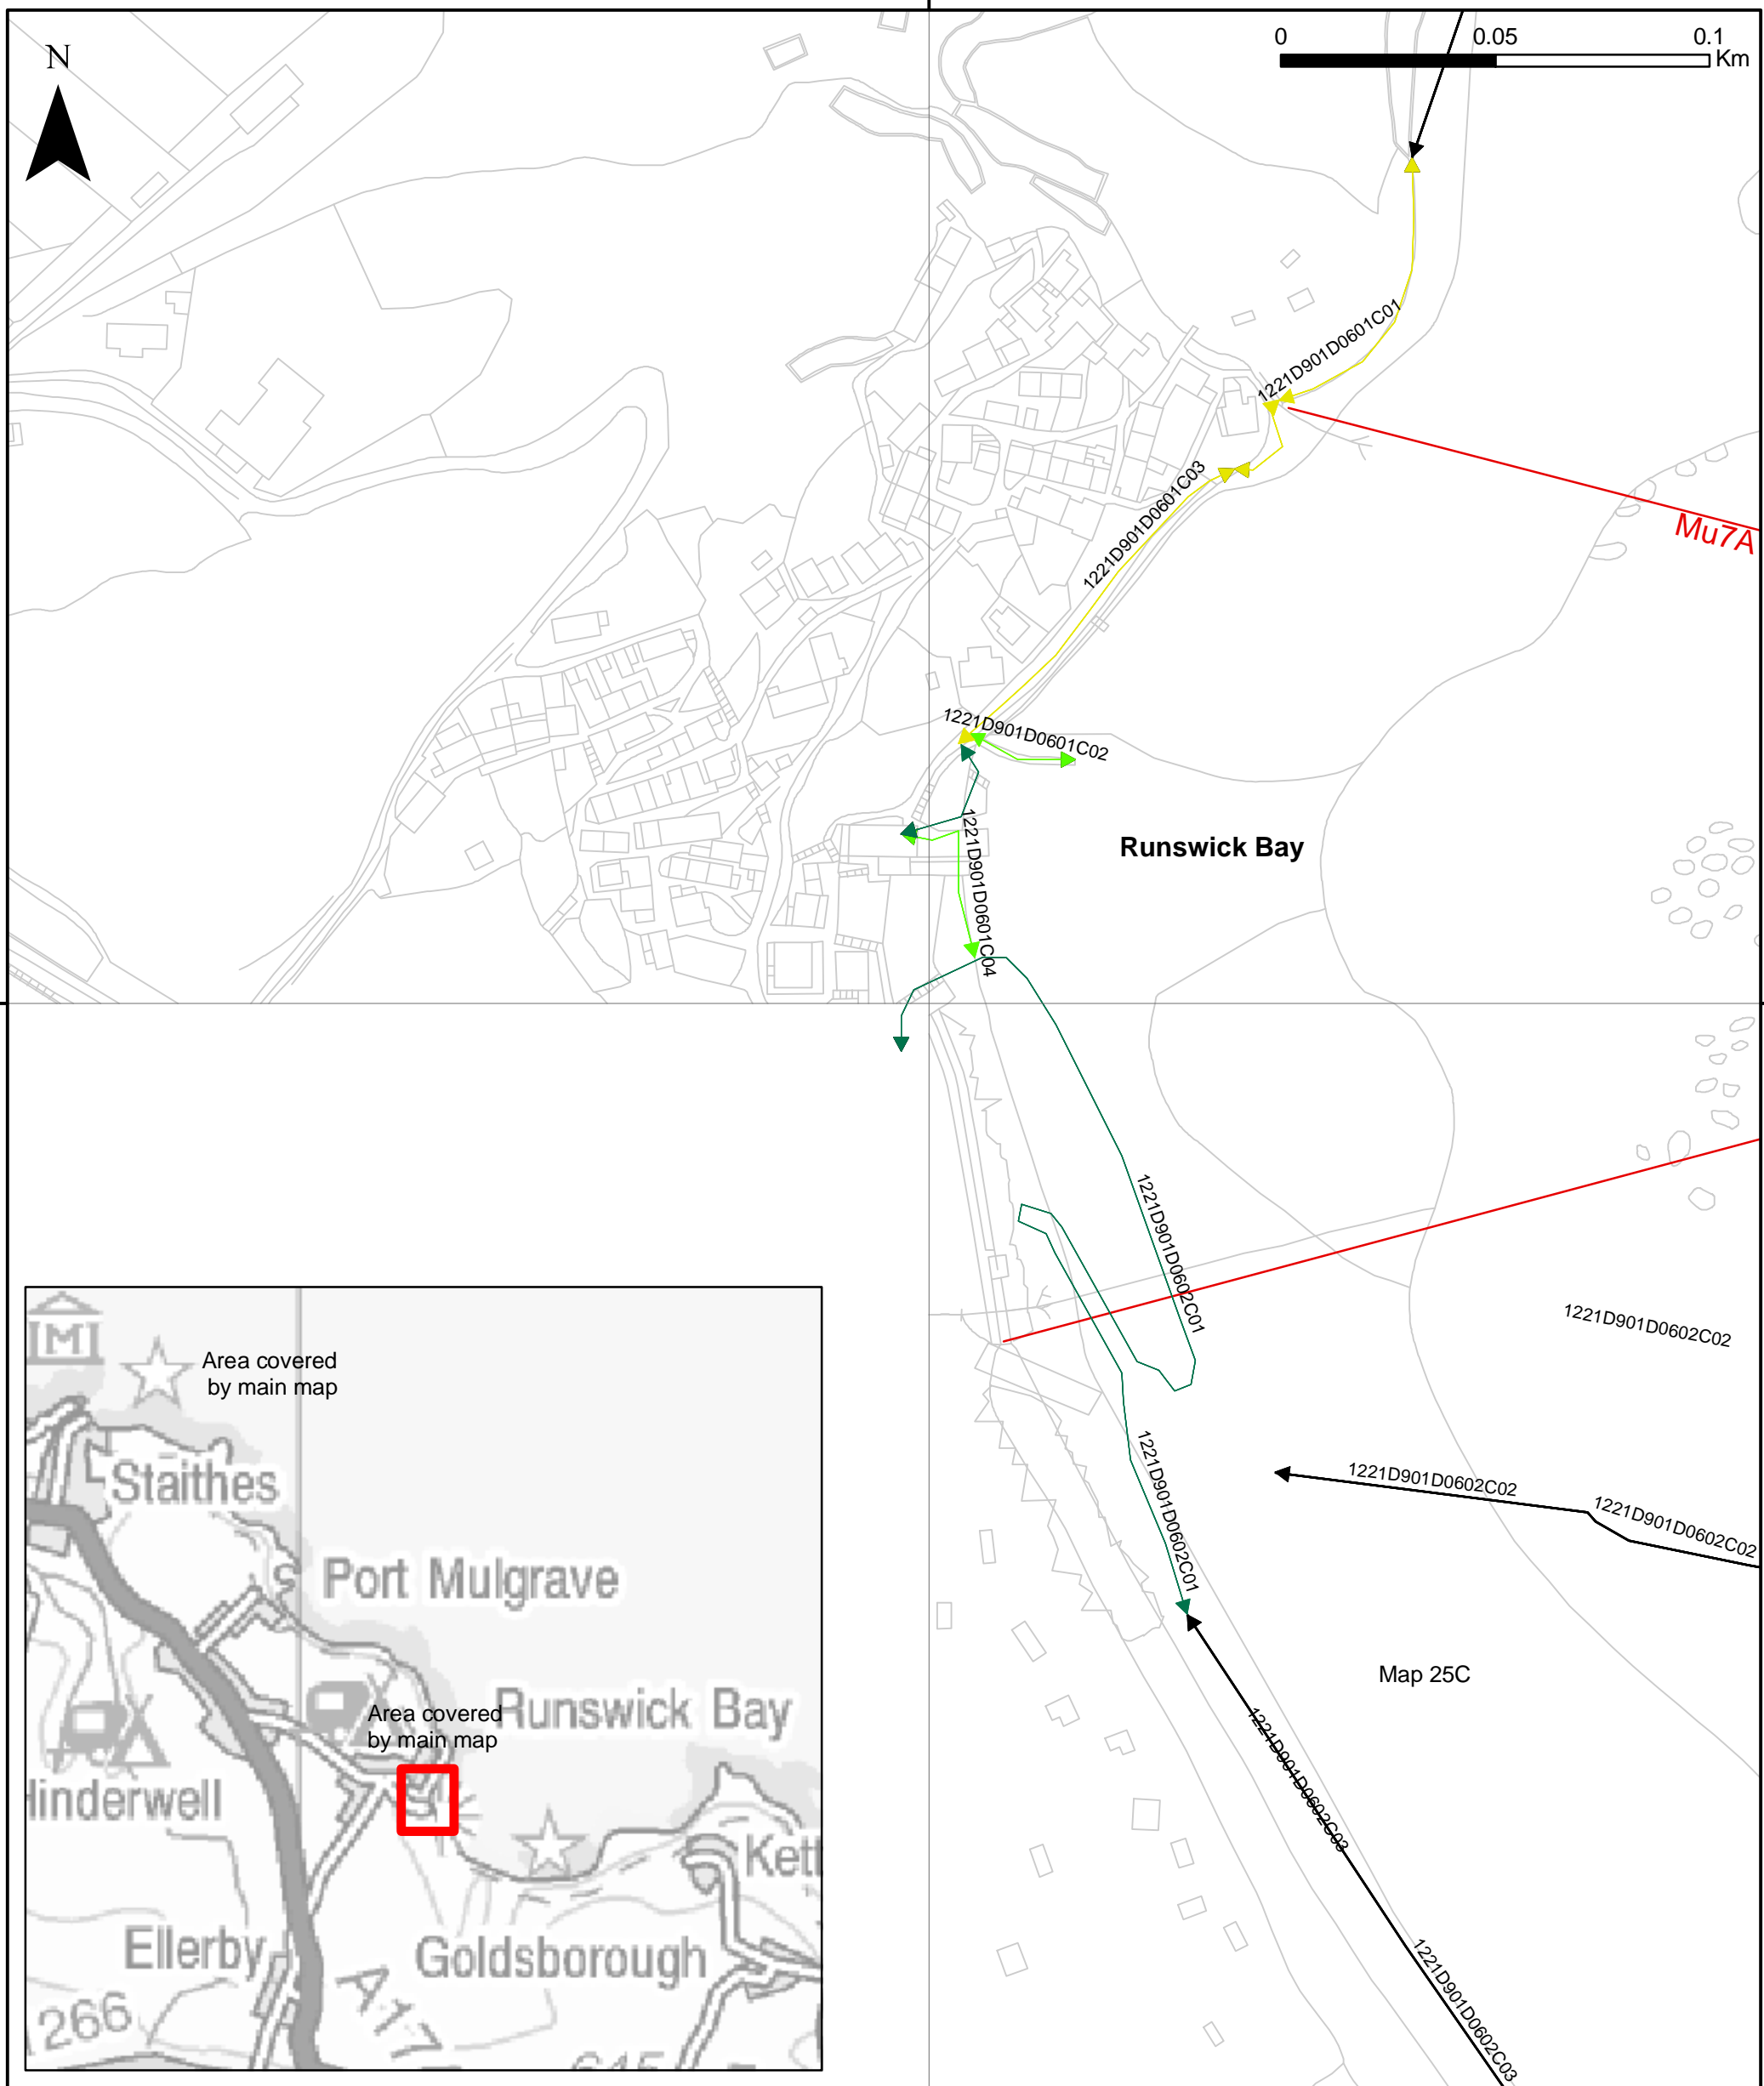 N
0 0.05 0.1
Km
1221D901D0601C01
Mu7A
1221D901D0601C03
1221D901D0601C02
1221D901D0601C04
Runswick Bay
1221D901D0602C01
1221D901D0602C02
1221D901D0602C01
1221D901D0602C02
1221D901D0602C02
Map 25C
1221D901D0602C03
1221D901D0602C03
M
Area covered
by main map
Staithes
Port Mulgrave
Area covered
by main map
Runswick Bay
Hinderwell
Kett
Ellerby
Goldsborough
266
A17